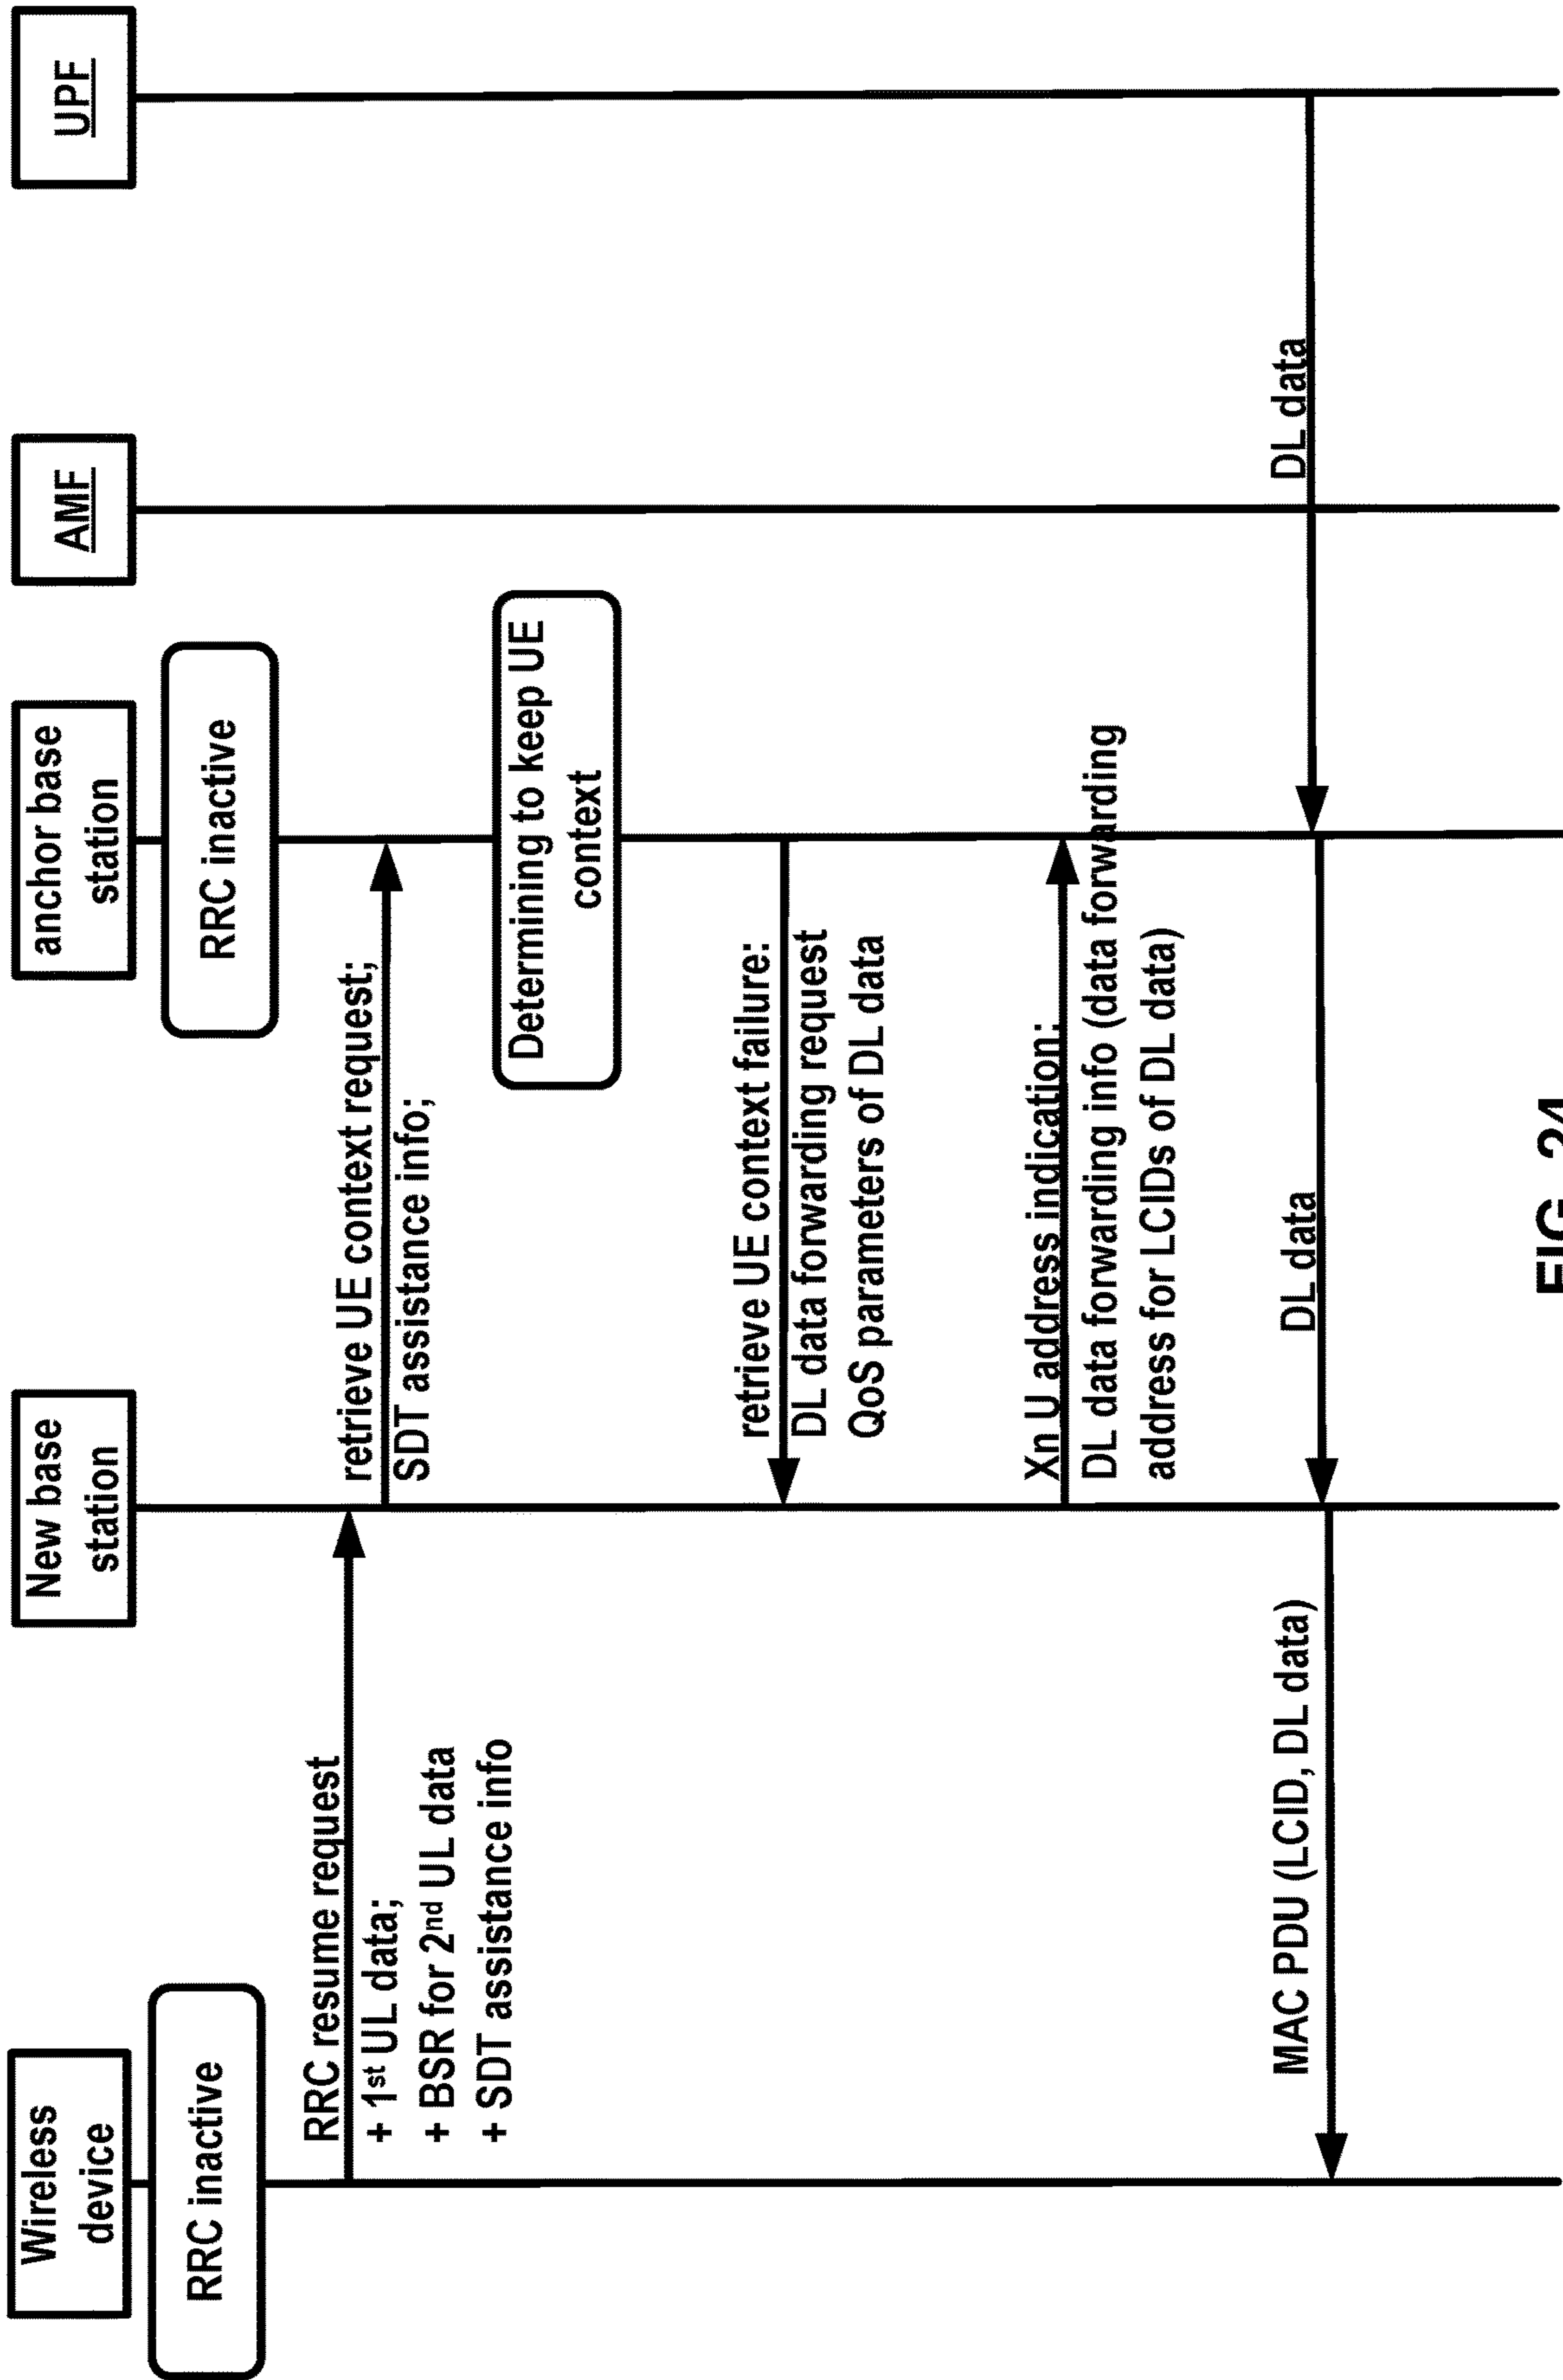 Wireless
device
New base
station
anchor base
station
AMF
UPF
RRC inactive
RRC inactive
RRC resume request
+ 1st UL data;
+ BSR for 2nd UL data
+ SDT assistance info
retrieve UE context request;
SDT assistance info;
Determining to keep UE
context
retrieve UE context failure:
DL data forwarding request
QoS parameters of DL data
Xn U address indication:
DL data forwarding info (data forwarding
address for LCIDs of DL data)
DL data
DL data
MAC PDU (LCID, DL data)
FIG. 24